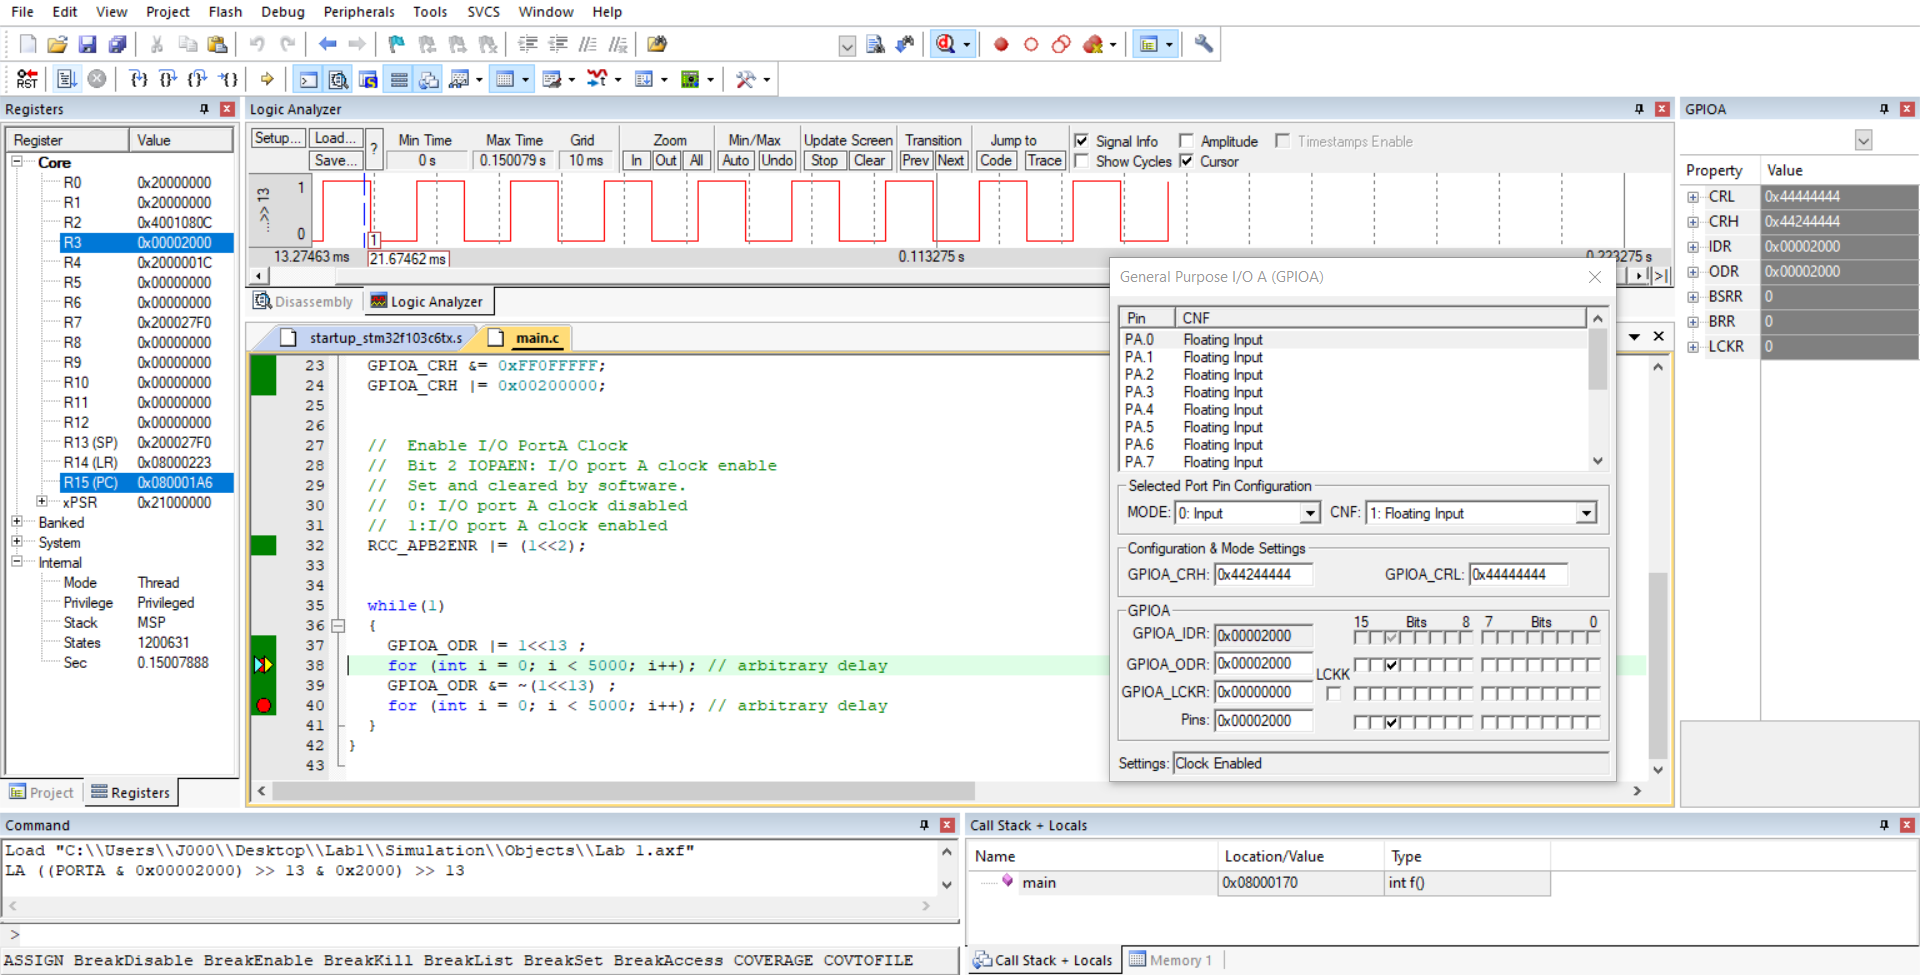 File Edit View Project Flash Debug Peripherals Tools SVCS Window Help
RST
Registers
Register Value
Core
R0 0x20000000
R1 0x20000000
R2 0x4001080C
R3 0x00002000
R4 0x2000001C
R5 0x00000000
R6 0x00000000
R7 0x200027F0
R8 0x00000000
R9 0x00000000
R10 0x00000000
R11 0x00000000
R12 0x00000000
R13 (SP) 0x200027F0
R14 (LR) 0x08000223
R15 (PC) 0x080001A6
xPSR 0x21000000
Banked
System
Internal
Mode Thread
Privilege Privileged
Stack MSP
States 1200631
Sec 0.15007888
Project Registers
Logic Analyzer
Setup... Load... ? Min Time Max Time Grid Zoom Min/Max Update Screen Transition Jump to Signal Info Amplitude Timestamps Enable
Save... 0 s 0.150079 s 10 ms In Out All Auto Undo Stop Clear Prev Next Code Trace Show Cycles Cursor
...>> 13
1
0
1
13.27463 ms 21.67462 ms 0.113275 s 0.223275 s
Disassembly Logic Analyzer
startup_stm32f103c6tx.s main.c
23 GPIOA_CRH &= 0xFF0FFFFF;
24 GPIOA_CRH |= 0x00200000;
25
26
27 // Enable I/O PortA Clock
28 // Bit 2 IOPAEN: I/O port A clock enable
29 // Set and cleared by software.
30 // 0: I/O port A clock disabled
31 // 1:I/O port A clock enabled
32 RCC_APB2ENR |= (1<<2);
33
34
35 while(1)
36 {
37 GPIOA_ODR |= 1<<13 ;
38 for (int i = 0; i < 5000; i++); // arbitrary delay
39 GPIOA_ODR &= ~(1<<13) ;
40 for (int i = 0; i < 5000; i++); // arbitrary delay
41 }
42 }
43
General Purpose I/O A (GPIOA)
Pin CNF
PA.0 Floating Input
PA.1 Floating Input
PA.2 Floating Input
PA.3 Floating Input
PA.4 Floating Input
PA.5 Floating Input
PA.6 Floating Input
PA.7 Floating Input
Selected Port Pin Configuration
MODE: 0: Input CNF: 1: Floating Input
Configuration & Mode Settings
GPIOA_CRH: 0x44244444 GPIOA_CRL: 0x44444444
GPIOA
15 Bits 8 7 Bits 0
GPIOA_IDR: 0x00002000
GPIOA_ODR: 0x00002000
LCKK
GPIOA_LCKR: 0x00000000
Pins: 0x00002000
Settings: Clock Enabled
GPIOA
Property Value
CRL 0x44444444
CRH 0x44244444
IDR 0x00002000
ODR 0x00002000
BSRR 0
BRR 0
LCKR 0
Command
Load "C:\\Users\\J000\\Desktop\\Lab1\\Simulation\\Objects\\Lab 1.axf"
LA ((PORTA & 0x00002000) >> 13 & 0x2000) >> 13
>
ASSIGN BreakDisable BreakEnable BreakKill BreakList BreakSet BreakAccess COVERAGE COVTOFILE
Call Stack + Locals
Name Location/Value Type
main 0x08000170 int f()
Call Stack + Locals Memory 1